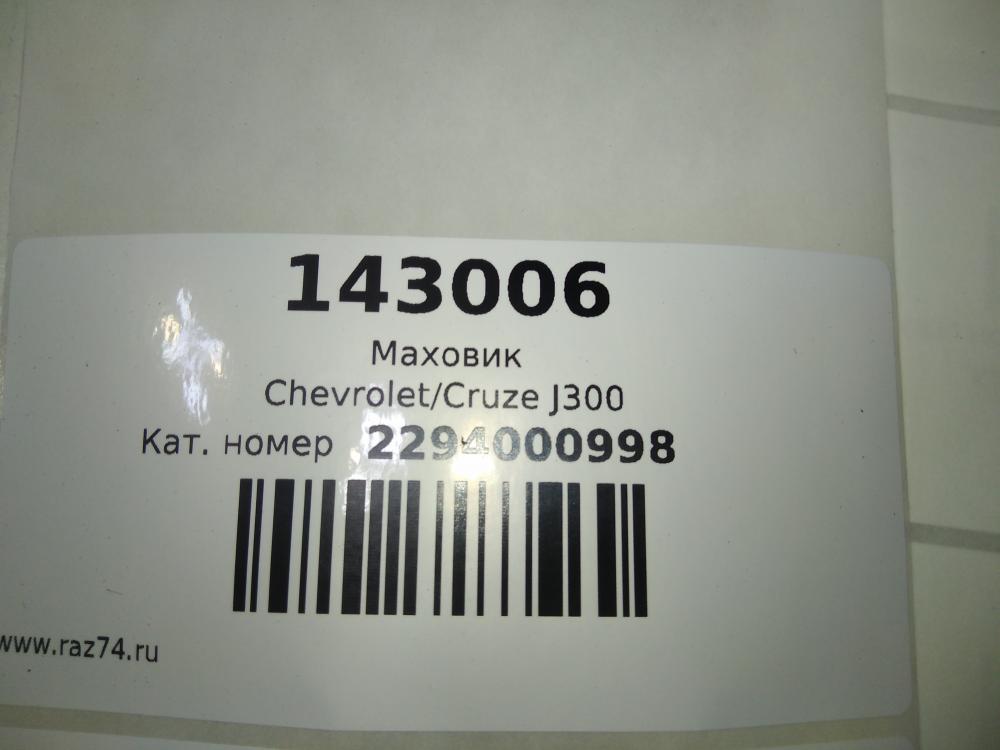 143006
Маховик
Chevrolet/Cruze J300
Кат. номер 2294000998
www.raz74.ru